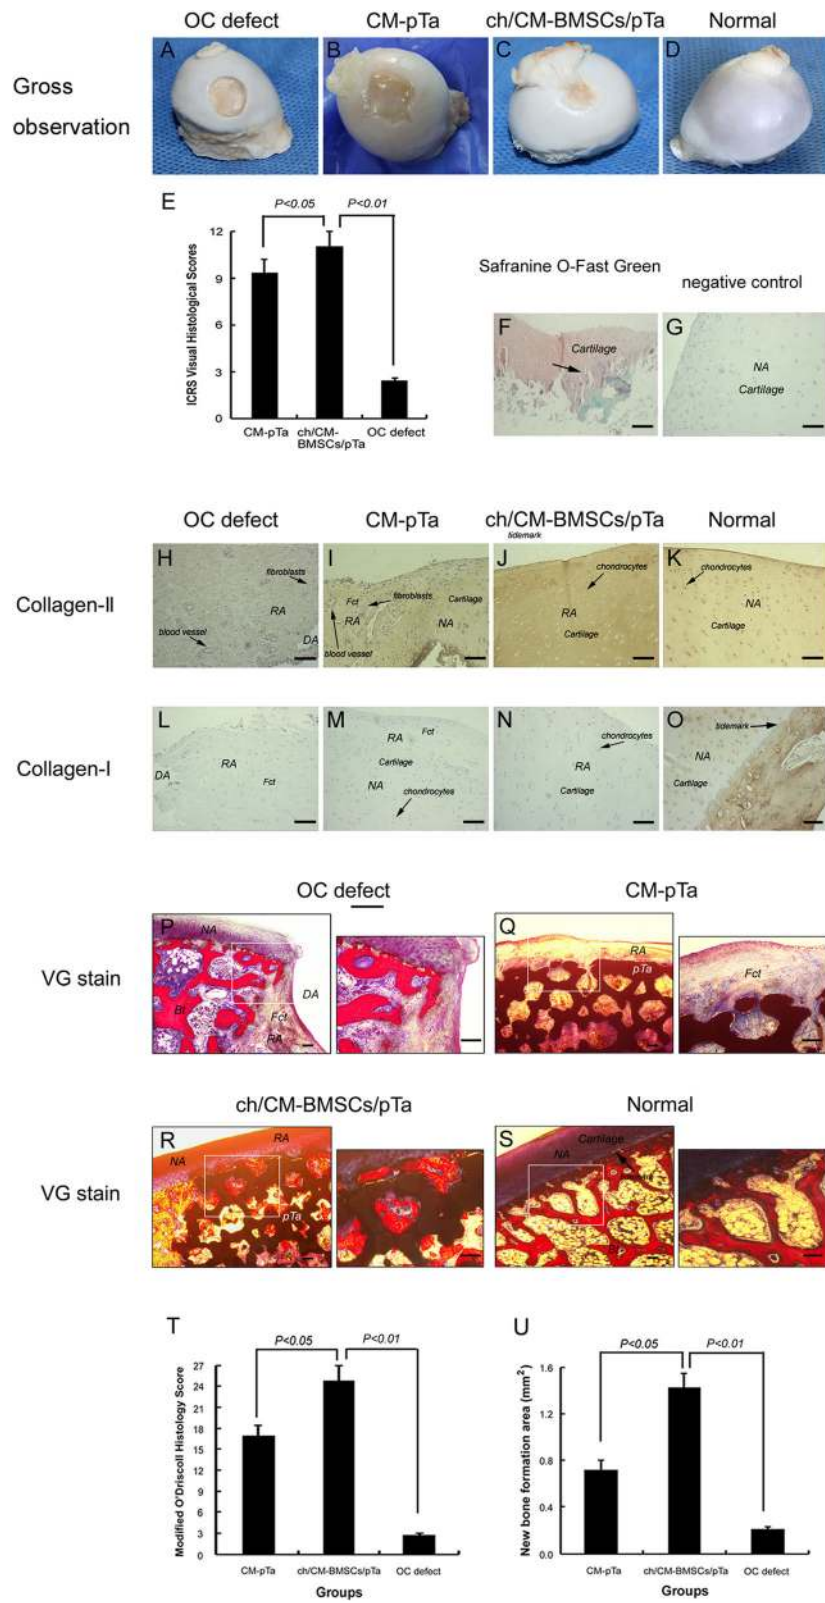 OC defect CM-pTa ch/CM-BMSCs/pTa Normal
A B C D
Gross
observation
E
P<0.05 P<0.01
ICRS Visual Histological Scores
12
9
6
3
0
CM-pTa ch/CM-BMSCs/pTa OC defect
Safranine O-Fast Green negative control
F Cartilage
G NA Cartilage
OC defect CM-pTa ch/CM-BMSCs/pTa Normal
tidemark
Collagen-II
H fibroblasts RA blood vessel DA
I Fct fibroblasts Cartilage RA NA blood vessel
J chondrocytes RA Cartilage
K chondrocytes NA Cartilage
Collagen-I
L RA DA Fct
M RA Fct Cartilage NA chondrocytes
N chondrocytes RA Cartilage
O tidemark NA Cartilage
OC defect CM-pTa
VG stain
P NA Bt DA Fct RA
Q RA pTa
Fct
ch/CM-BMSCs/pTa Normal
VG stain
R RA NA pTa
S Cartilage NA
T
P<0.05 P<0.01
Modified O'Driscoll Histology Score
27
24
21
18
15
12
9
6
3
0
CM-pTa ch/CM-BMSCs/pTa OC defect
Groups
U
P<0.05 P<0.01
New bone formation area (mm²)
1.6
1.2
0.8
0.4
0.0
CM-pTa ch/CM-BMSCs/pTa OC defect
Groups